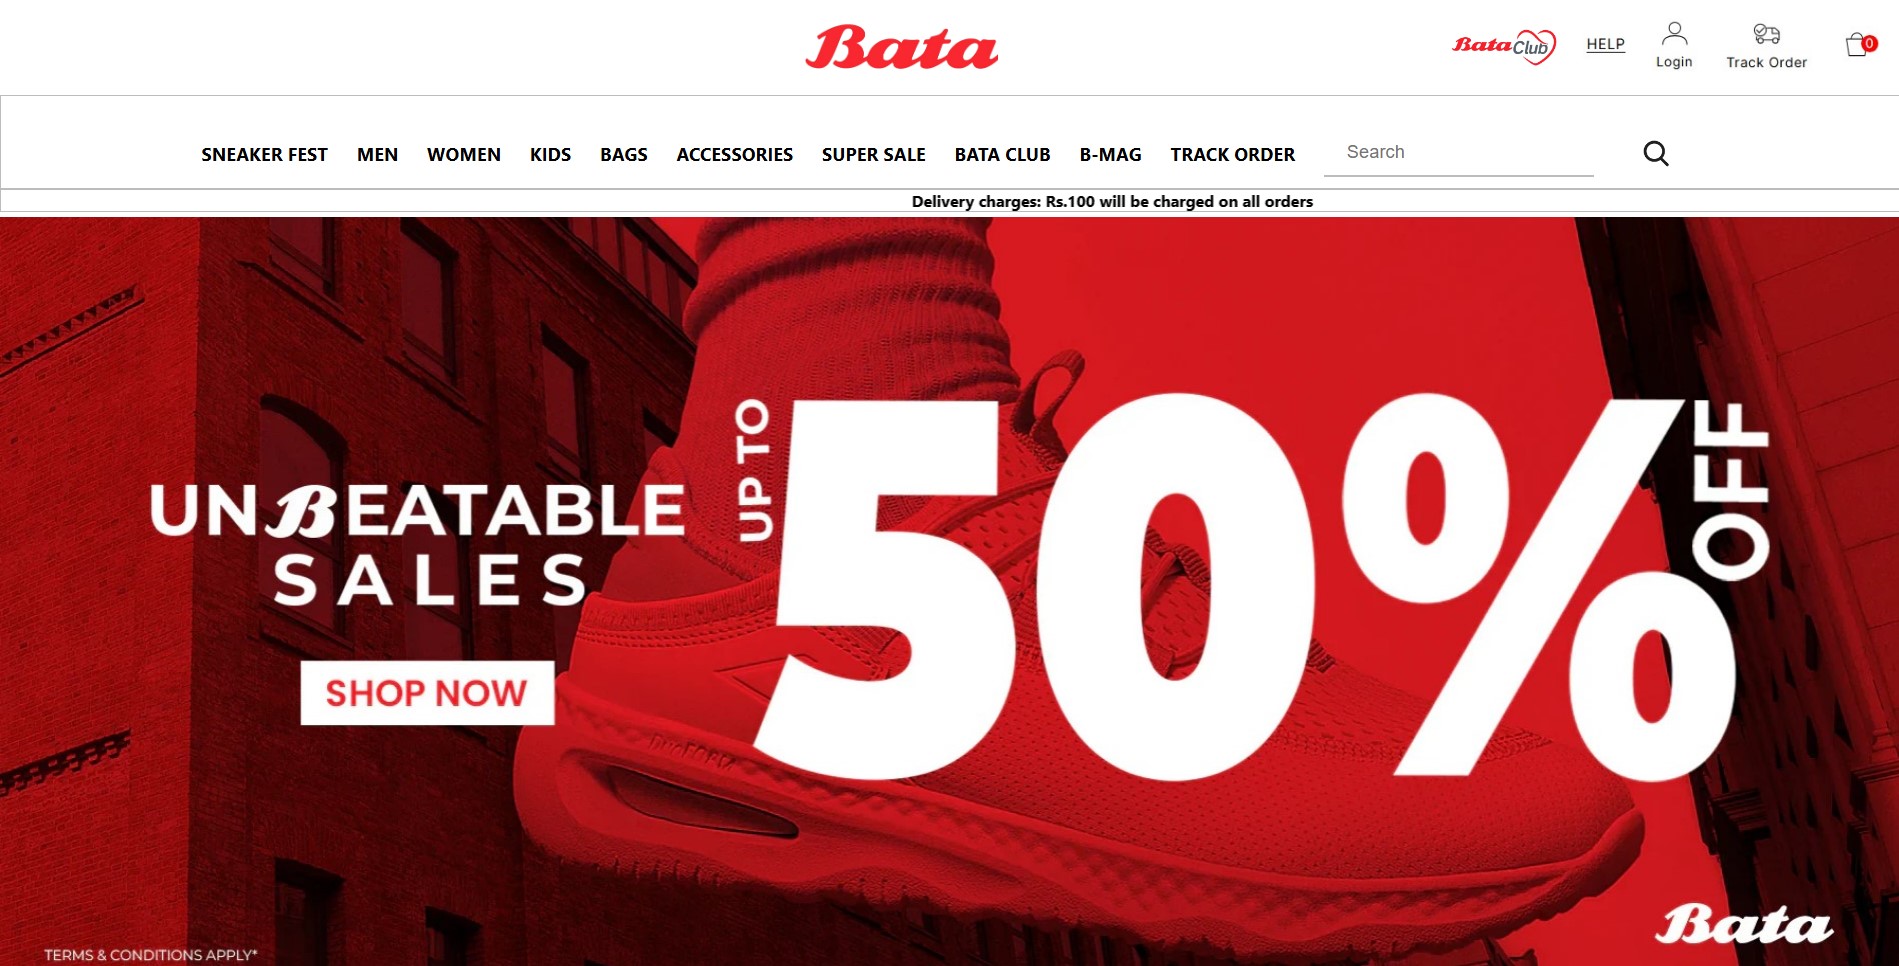 Bata
Bata Club
HELP
Login
Track Order
0
SNEAKER FEST MEN WOMEN KIDS BAGS ACCESSORIES SUPER SALE BATA CLUB B-MAG TRACK ORDER Search
Delivery charges: Rs.100 will be charged on all orders
UNBEATABLE
SALES
SHOP NOW
UP TO
50%
OFF
DuoFOAM
Bata
TERMS & CONDITIONS APPLY*